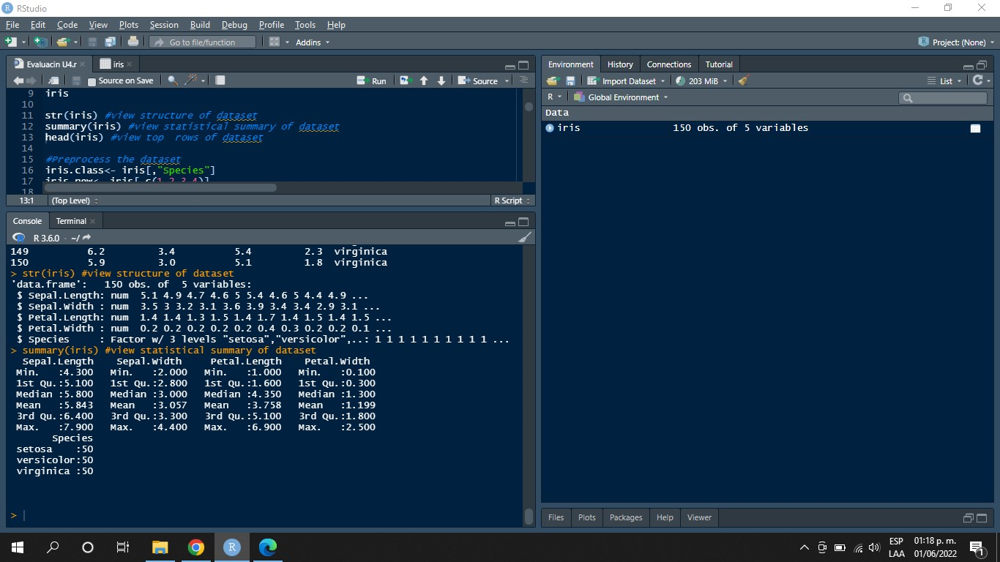 RStudio
File Edit Code View Plots Session Build Debug Profile Tools Help
Go to file/function Addins Project: (None)
Evaluacin U4.r iris
Source on Save Run Source
9 iris
10
11 str(iris) #view structure of dataset
12 summary(iris) #view statistical summary of dataset
13 head(iris) #view top  rows of dataset
14
15 #Preprocess the dataset
16 iris.class<- iris[,"Species"]
17 iris.new<- iris[,c(1,2,3,4)]
18
13:1 (Top Level) R Script
Console Terminal
R 3.6.0 · ~/
149 6.2 3.4 5.4 2.3 virginica
150 5.9 3.0 5.1 1.8 virginica
> str(iris) #view structure of dataset
'data.frame': 150 obs. of  5 variables:
$ Sepal.Length: num  5.1 4.9 4.7 4.6 5 5.4 4.6 5 4.4 4.9 ...
$ Sepal.Width : num  3.5 3 3.2 3.1 3.6 3.9 3.4 3.4 2.9 3.1 ...
$ Petal.Length: num  1.4 1.4 1.3 1.5 1.4 1.7 1.4 1.5 1.4 1.5 ...
$ Petal.Width : num  0.2 0.2 0.2 0.2 0.2 0.4 0.3 0.2 0.2 0.1 ...
$ Species     : Factor w/ 3 levels "setosa","versicolor",..: 1 1 1 1 1 1 1 1 1 1 ...
> summary(iris) #view statistical summary of dataset
Sepal.Length Sepal.Width Petal.Length Petal.Width
Min. :4.300 Min. :2.000 Min. :1.000 Min. :0.100
1st Qu.:5.100 1st Qu.:2.800 1st Qu.:1.600 1st Qu.:0.300
Median :5.800 Median :3.000 Median :4.350 Median :1.300
Mean :5.843 Mean :3.057 Mean :3.758 Mean :1.199
3rd Qu.:6.400 3rd Qu.:3.300 3rd Qu.:5.100 3rd Qu.:1.800
Max. :7.900 Max. :4.400 Max. :6.900 Max. :2.500
Species
setosa :50
versicolor:50
virginica :50
>
Environment History Connections Tutorial
Import Dataset 203 MiB List
R Global Environment
Data
iris 150 obs. of 5 variables
Files Plots Packages Help Viewer
ESP 01:18 p. m.
LAA 01/06/2022
1